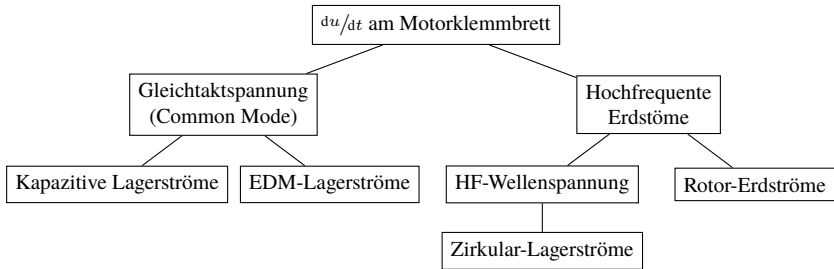 du/dt am Motorklemmbrett
Gleichtaktspannung
(Common Mode)
Hochfrequente
Erdstöme
Kapazitive Lagerströme
EDM-Lagerströme
HF-Wellenspannung
Rotor-Erdströme
Zirkular-Lagerströme